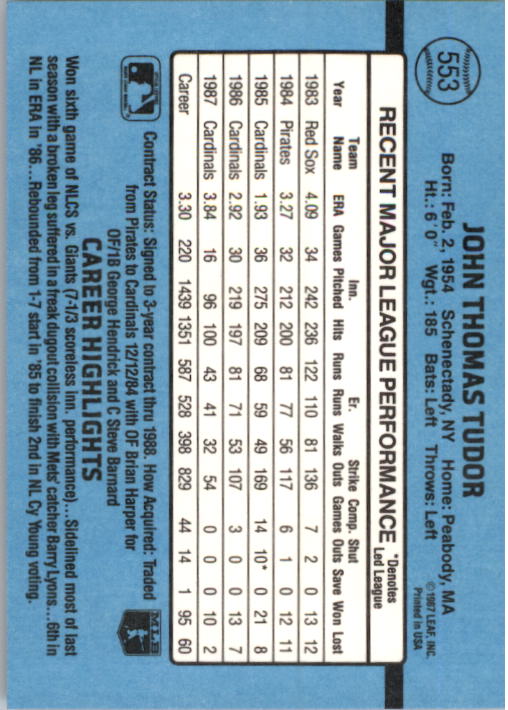 553
JOHN THOMAS TUDOR
Born: Feb. 2, 1954 Schenectady, NY Home: Peabody, MA
Ht.: 6' 0" Wgt.: 185 Bats: Left Throws: Left
© 1987 LEAF, INC.
Printed in USA
RECENT MAJOR LEAGUE PERFORMANCE
*Denotes
Led League
Team Inn. Er. Strike Comp. Shut
Year Name ERA Games Pitched Hits Runs Runs Walks Outs Games Outs Save Won Lost
1983 Red Sox 4.09 34 242 236 122 110 81 136 7 2 0 13 12
1984 Pirates 3.27 32 212 200 81 77 56 117 6 1 0 12 11
1985 Cardinals 1.93 36 275 209 68 59 49 169 14 10* 0 21 8
1986 Cardinals 2.92 30 219 197 81 71 53 107 3 0 0 13 7
1987 Cardinals 3.84 16 96 100 43 41 32 54 0 0 0 10 2
Career 3.30 220 1439 1351 587 528 398 829 44 14 1 95 60
Contract Status: Signed to 3-year contract thru 1988. How Acquired: Traded
from Pirates to Cardinals 12/12/84 with OF Brian Harper for
OF/1B George Hendrick and C Steve Barnard
MLB
CAREER HIGHLIGHTS
Won sixth game of NLCS vs. Giants (7-1/3 scoreless inn. performance)...Sidelined most of last
season with a broken leg suffered in a freak dugout collision with Mets' catcher Barry Lyons...6th in
NL in ERA in '86...Rebounded from 1-7 start in '85 to finish 2nd in NL Cy Young voting.